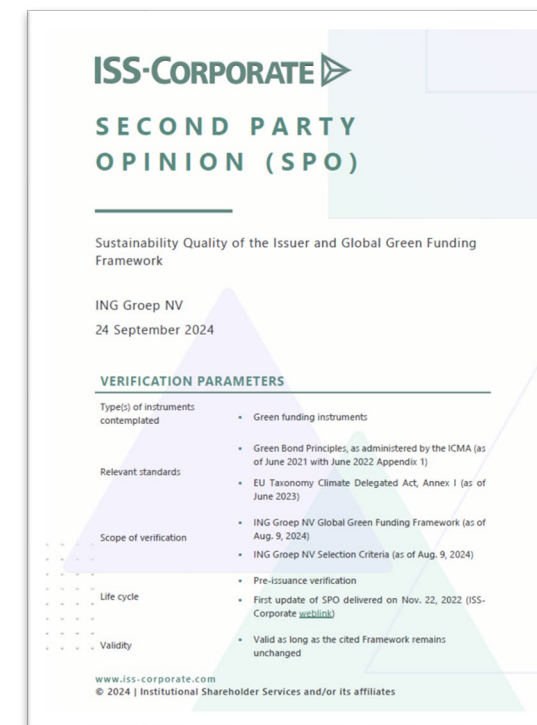 ISS-CORPORATE
SECOND PARTY
OPINION (SPO)
Sustainability Quality of the Issuer and Global Green Funding
Framework
ING Groep NV
24 September 2024
VERIFICATION PARAMETERS
Type(s) of instruments
contemplated
• Green funding instruments
Relevant standards
• Green Bond Principles, as administered by the ICMA (as
of June 2021 with June 2022 Appendix 1)
• EU Taxonomy Climate Delegated Act, Annex I (as of
June 2023)
Scope of verification
• ING Groep NV Global Green Funding Framework (as of
Aug. 9, 2024)
• ING Groep NV Selection Criteria (as of Aug. 9, 2024)
Life cycle
• Pre-issuance verification
• First update of SPO delivered on Nov. 22, 2022 (ISS-
Corporate weblink)
Validity
• Valid as long as the cited Framework remains
unchanged
www.iss-corporate.com
© 2024 | Institutional Shareholder Services and/or its affiliates